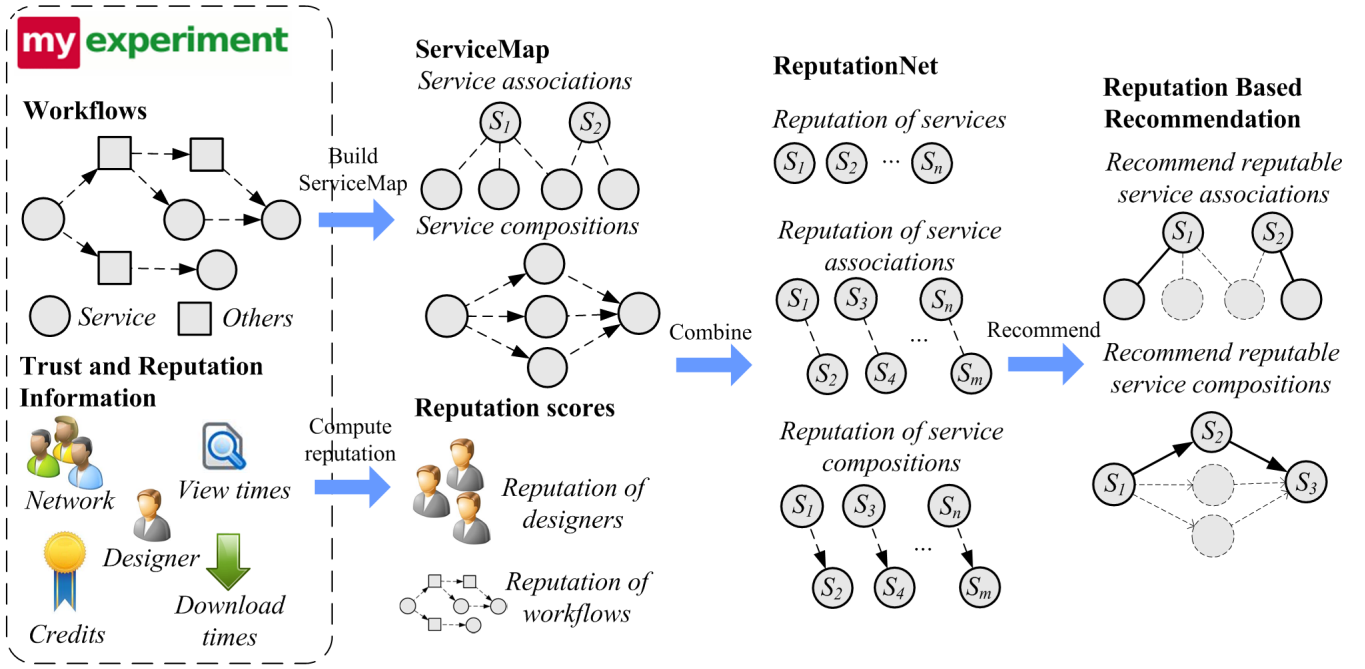 my experiment
Workflows
Service
Others
Trust and Reputation
Information
Network
View times
Designer
Credits
Download
times
Build
ServiceMap
Compute
reputation
ServiceMap
Service associations
S1
S2
Service compositions
Reputation scores
Reputation of
designers
Reputation of
workflows
Combine
ReputationNet
Reputation of services
S1 S2 ... Sn
Reputation of service
associations
S1 S3 Sn
...
S2 S4 Sm
Reputation of service
compositions
S1 S3 Sn
...
S2 S4 Sm
Recommend
Reputation Based
Recommendation
Recommend reputable
service associations
S1 S2
Recommend reputable
service compositions
S2
S1 S3